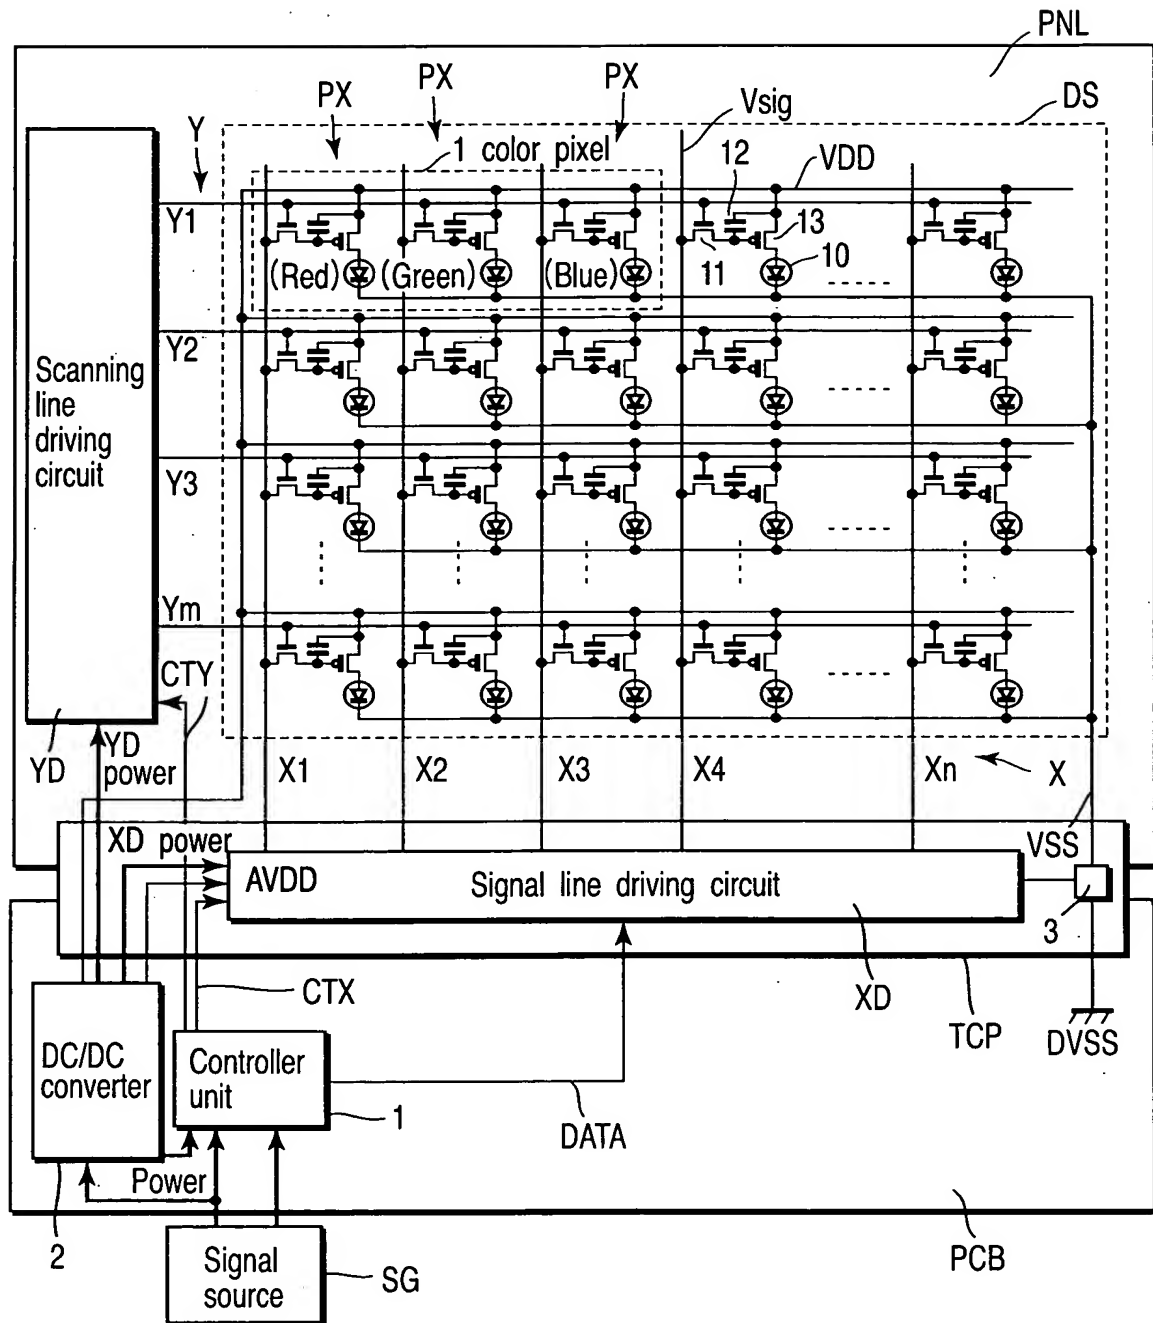 PNL
PX
PX
PX
Vsig
DS
Y
1 color pixel
12
VDD
Y1
13
11
10
(Red)
(Green)
(Blue)
Y2
Scanning
line
driving
circuit
Y3
Ym
CTY
YD
YD
power
X1
X2
X3
X4
Xn
X
XD power
VSS
AVDD
Signal line driving circuit
3
CTX
XD
TCP
DVSS
DC/DC
converter
Controller
unit
1
DATA
Power
2
Signal
source
SG
PCB